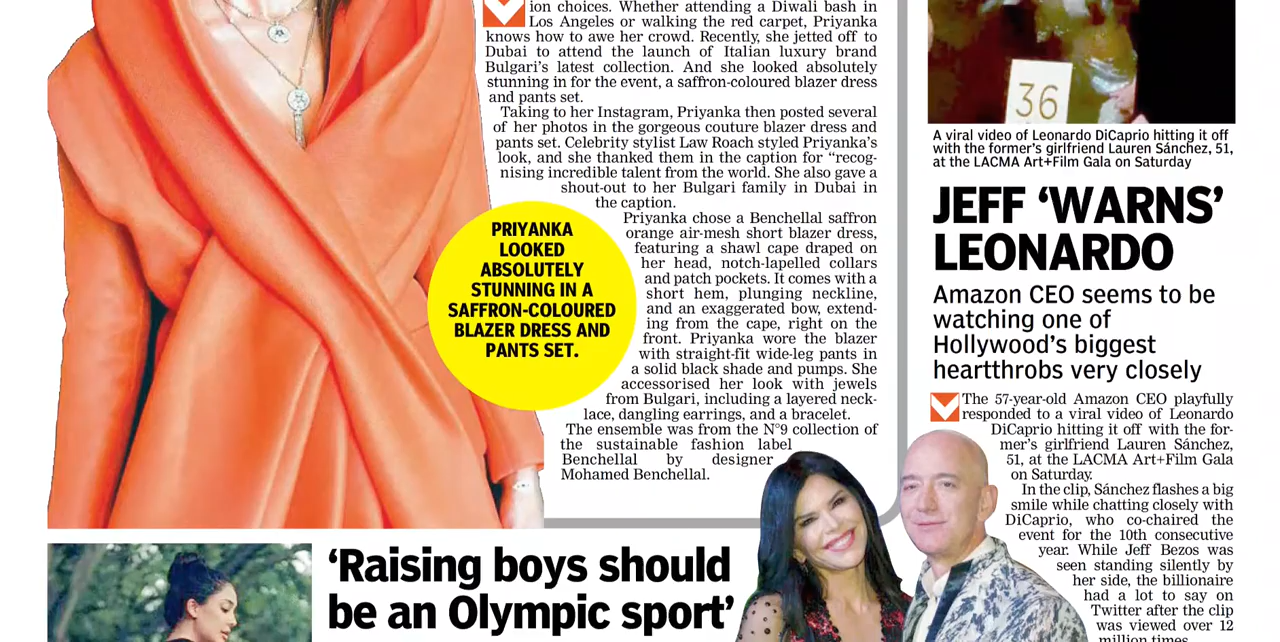 ion choices. Whether attending a Diwali bash in
Los Angeles or walking the red carpet, Priyanka
knows how to awe her crowd. Recently, she jetted off to
Dubai to attend the launch of Italian luxury brand
Bulgari's latest collection. And she looked absolutely
stunning in for the event, a saffron-coloured blazer dress
and pants set.
Taking to her Instagram, Priyanka then posted several
of her photos in the gorgeous couture blazer dress and
pants set. Celebrity stylist Law Roach styled Priyanka's
look, and she thanked them in the caption for “recog-
nising incredible talent from the world. She also gave a
shout-out to her Bulgari family in Dubai in
the caption.
Priyanka chose a Benchellal saffron
orange air-mesh short blazer dress,
featuring a shawl cape draped on
her head, notch-lapelled collars
and patch pockets. It comes with a
short hem, plunging neckline,
and an exaggerated bow, extend-
ing from the cape, right on the
front. Priyanka wore the blazer
with straight-fit wide-leg pants in
a solid black shade and pumps. She
accessorised her look with jewels
from Bulgari, including a layered neck-
lace, dangling earrings, and a bracelet.
The ensemble was from the N°9 collection of
the sustainable fashion label
Benchellal by designer
Mohamed Benchellal.
PRIYANKA
LOOKED
ABSOLUTELY
STUNNING IN A
SAFFRON-COLOURED
BLAZER DRESS AND
PANTS SET.
‘Raising boys should
be an Olympic sport’
36
A viral video of Leonardo DiCaprio hitting it off
with the former's girlfriend Lauren Sánchez, 51,
at the LACMA Art+Film Gala on Saturday
JEFF ‘WARNS’
LEONARDO
Amazon CEO seems to be
watching one of
Hollywood's biggest
heartthrobs very closely
The 57-year-old Amazon CEO playfully
responded to a viral video of Leonardo
DiCaprio hitting it off with the for-
mer's girlfriend Lauren Sánchez,
51, at the LACMA Art+Film Gala
on Saturday.
In the clip, Sánchez flashes a big
smile while chatting closely with
DiCaprio, who co-chaired the
event for the 10th consecutive
year. While Jeff Bezos was
seen standing silently by
her side, the billionaire
had a lot to say on
Twitter after the clip
was viewed over 12
million times.